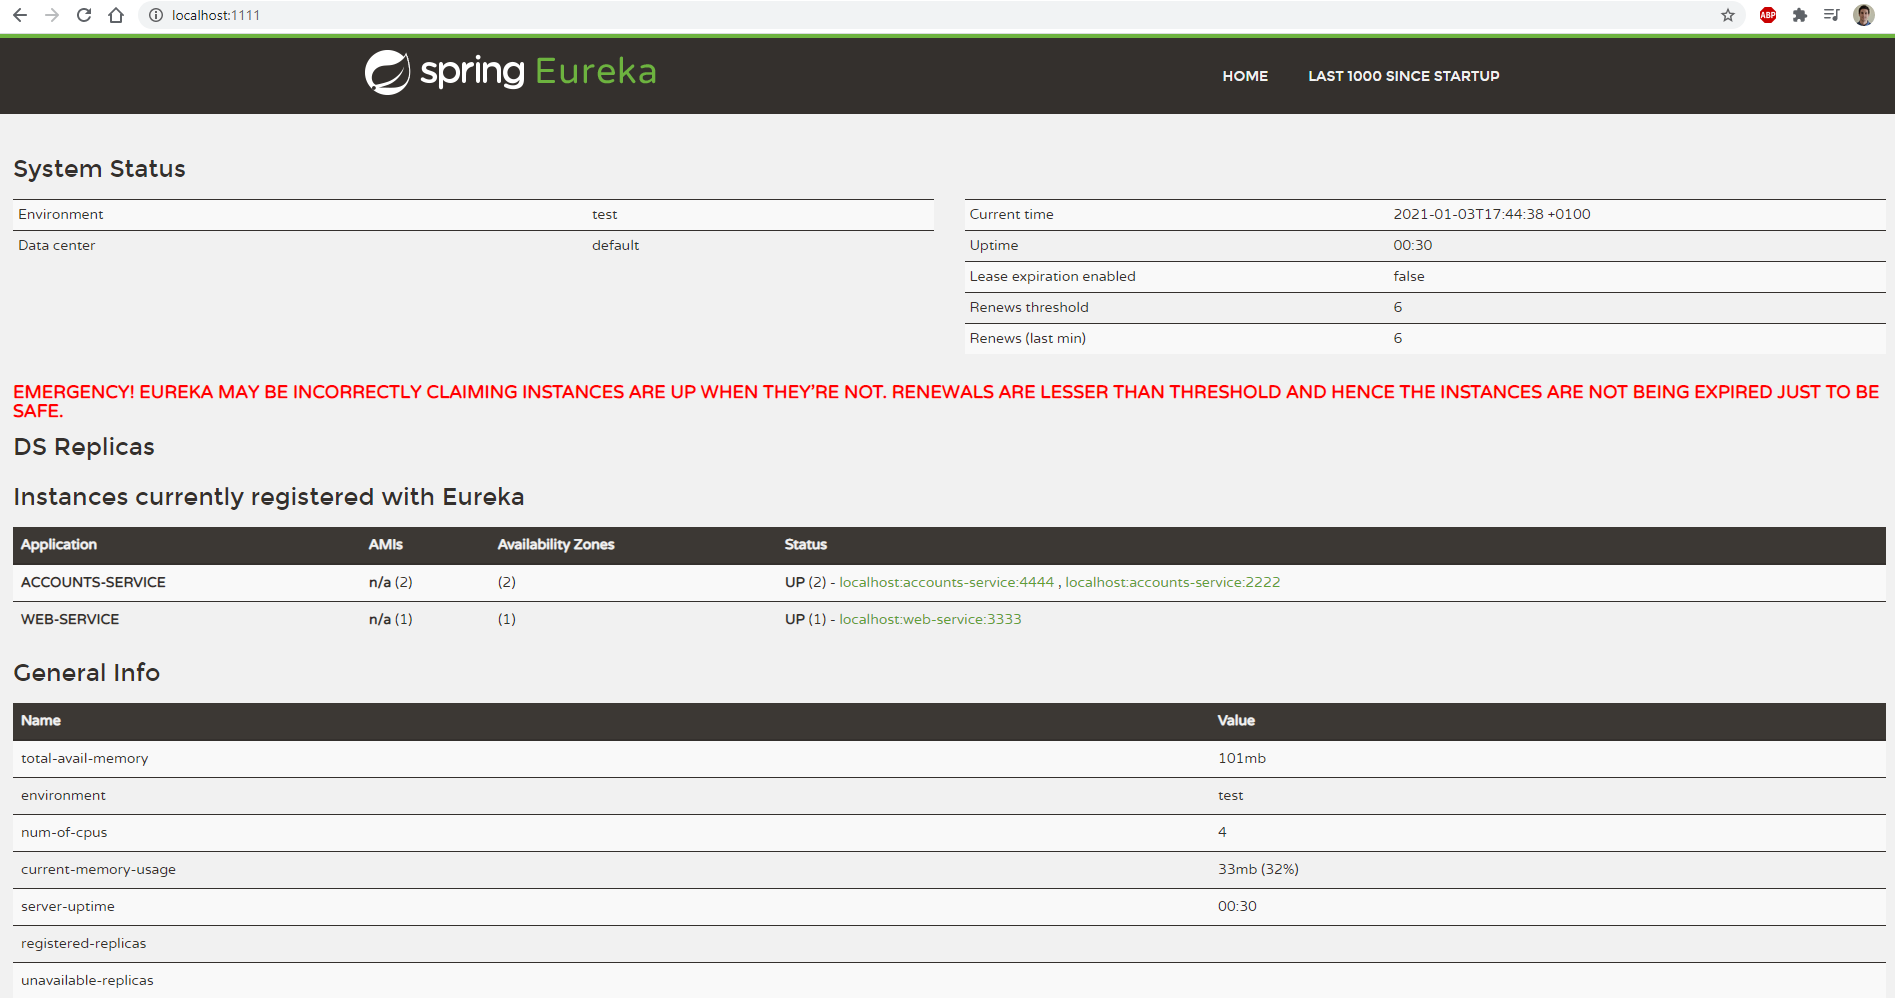 localhost:1111
ABP
spring Eureka
HOME LAST 1000 SINCE STARTUP
System Status
Environment test
Data center default
Current time 2021-01-03T17:44:38 +0100
Uptime 00:30
Lease expiration enabled false
Renews threshold 6
Renews (last min) 6
EMERGENCY! EUREKA MAY BE INCORRECTLY CLAIMING INSTANCES ARE UP WHEN THEY'RE NOT. RENEWALS ARE LESSER THAN THRESHOLD AND HENCE THE INSTANCES ARE NOT BEING EXPIRED JUST TO BE
SAFE.
DS Replicas
Instances currently registered with Eureka
Application AMIs Availability Zones Status
ACCOUNTS-SERVICE n/a (2) (2) UP (2) - localhost:accounts-service:4444 , localhost:accounts-service:2222
WEB-SERVICE n/a (1) (1) UP (1) - localhost:web-service:3333
General Info
Name Value
total-avail-memory 101mb
environment test
num-of-cpus 4
current-memory-usage 33mb (32%)
server-uptime 00:30
registered-replicas
unavailable-replicas